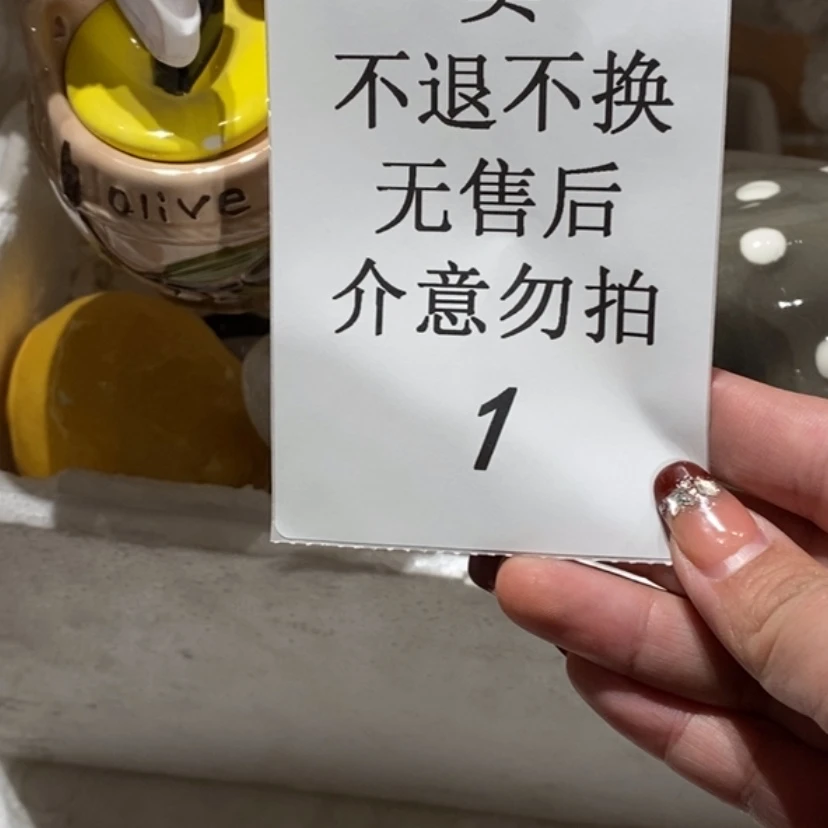 不退不换
无售后
介意勿拍
1
olive